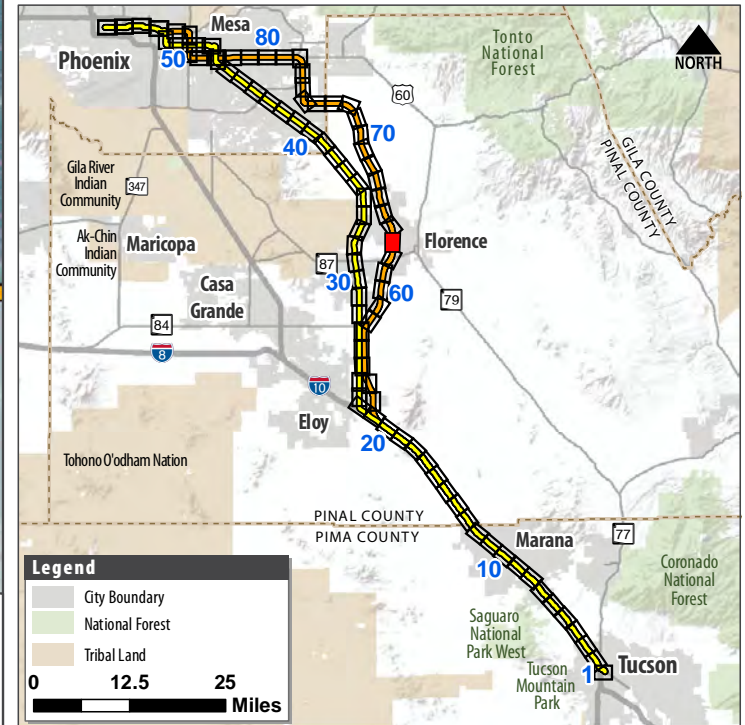 Mesa
80
Tonto
National
Forest
NORTH
Phoenix
50
60
70
40
GILA COUNTY
PINAL COUNTY
Gila River
Indian
Community
347
Ak-Chin
Indian
Community
Maricopa
Florence
87
30
60
Casa
Grande
79
84
8
10
Eloy
20
Tohono O'odham Nation
PINAL COUNTY
PIMA COUNTY
Marana
77
10
Coronado
National
Forest
Saguaro
National
Park West
Tucson
Mountain
Park
1
Tucson
Legend
City Boundary
National Forest
Tribal Land
0 12.5 25
Miles